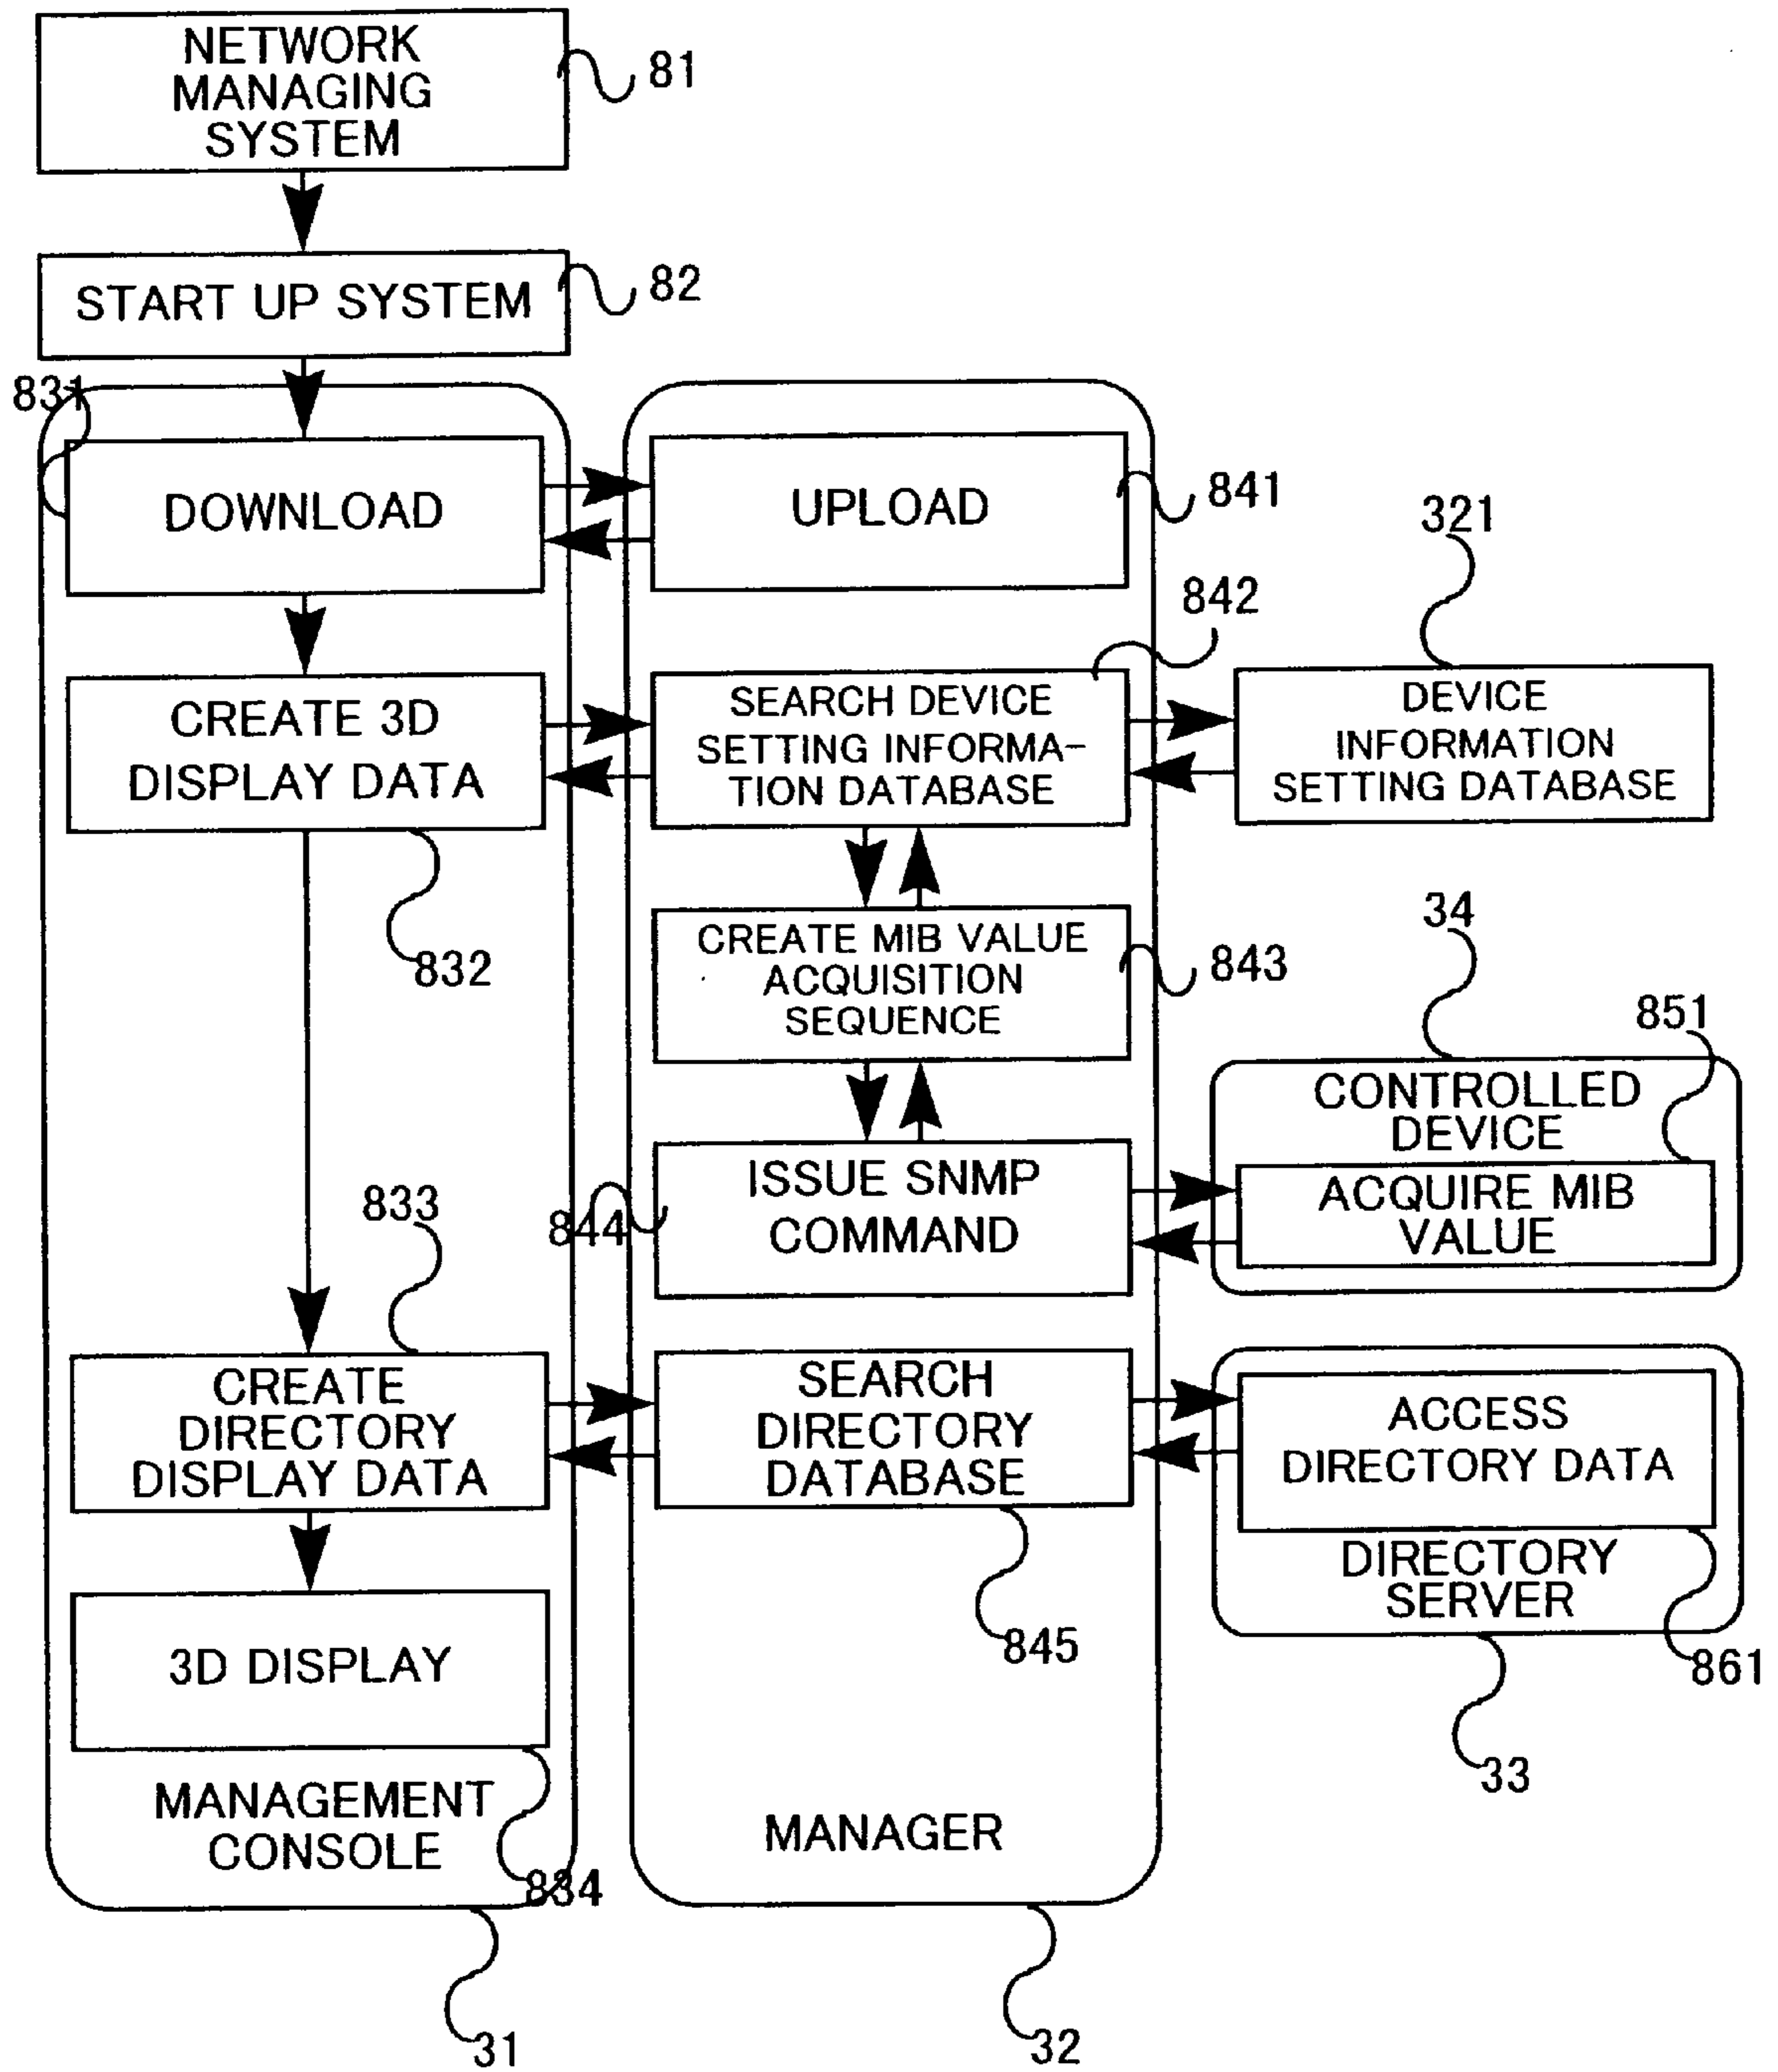 NETWORK
MANAGING
SYSTEM
81
START UP SYSTEM
82
831
DOWNLOAD
UPLOAD
841
321
842
CREATE 3D
DISPLAY DATA
832
SEARCH DEVICE
SETTING INFORMA-
TION DATABASE
DEVICE
INFORMATION
SETTING DATABASE
CREATE MIB VALUE
ACQUISITION
SEQUENCE
843
34
851
CONTROLLED
DEVICE
833
844
ISSUE SNMP
COMMAND
ACQUIRE MIB
VALUE
CREATE
DIRECTORY
DISPLAY DATA
SEARCH
DIRECTORY
DATABASE
845
ACCESS
DIRECTORY DATA
DIRECTORY
SERVER
861
33
3D DISPLAY
834
MANAGEMENT
CONSOLE
MANAGER
31
32